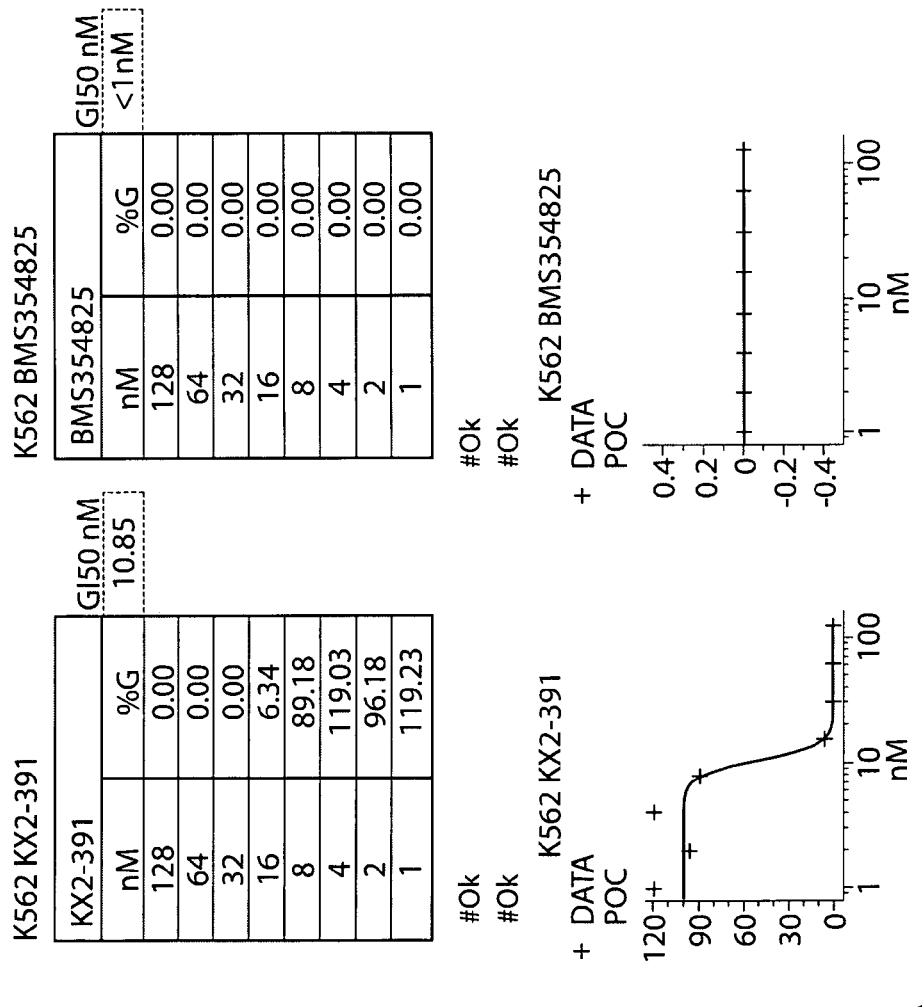 K562 KX2-391
KX2-391 GI50 nM
nM %G 10.85
128 0.00
64 0.00
32 0.00
16 6.34
8 89.18
4 119.03
2 96.18
1 119.23
#Ok
#Ok
K562 KX2-391
+ DATA
POC
120
90
60
30
0
1 10 100
nM
K562 BMS354825
BMS354825 GI50 nM
nM %G <1nM
128 0.00
64 0.00
32 0.00
16 0.00
8 0.00
4 0.00
2 0.00
1 0.00
#Ok
#Ok
K562 BMS354825
+ DATA
POC
0.4
0.2
0
-0.2
-0.4
1 10 100
nM